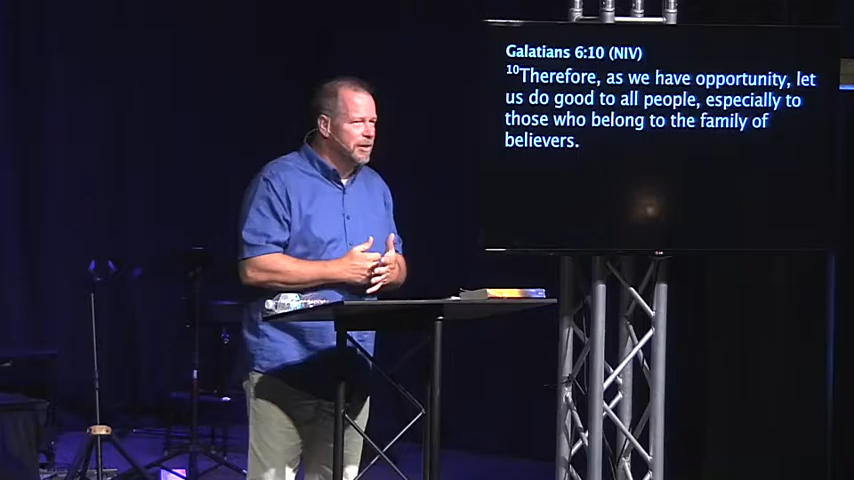 Galatians 6:10 (NIV)
¹⁰Therefore, as we have opportunity, let
us do good to all people, especially to
those who belong to the family of
believers.